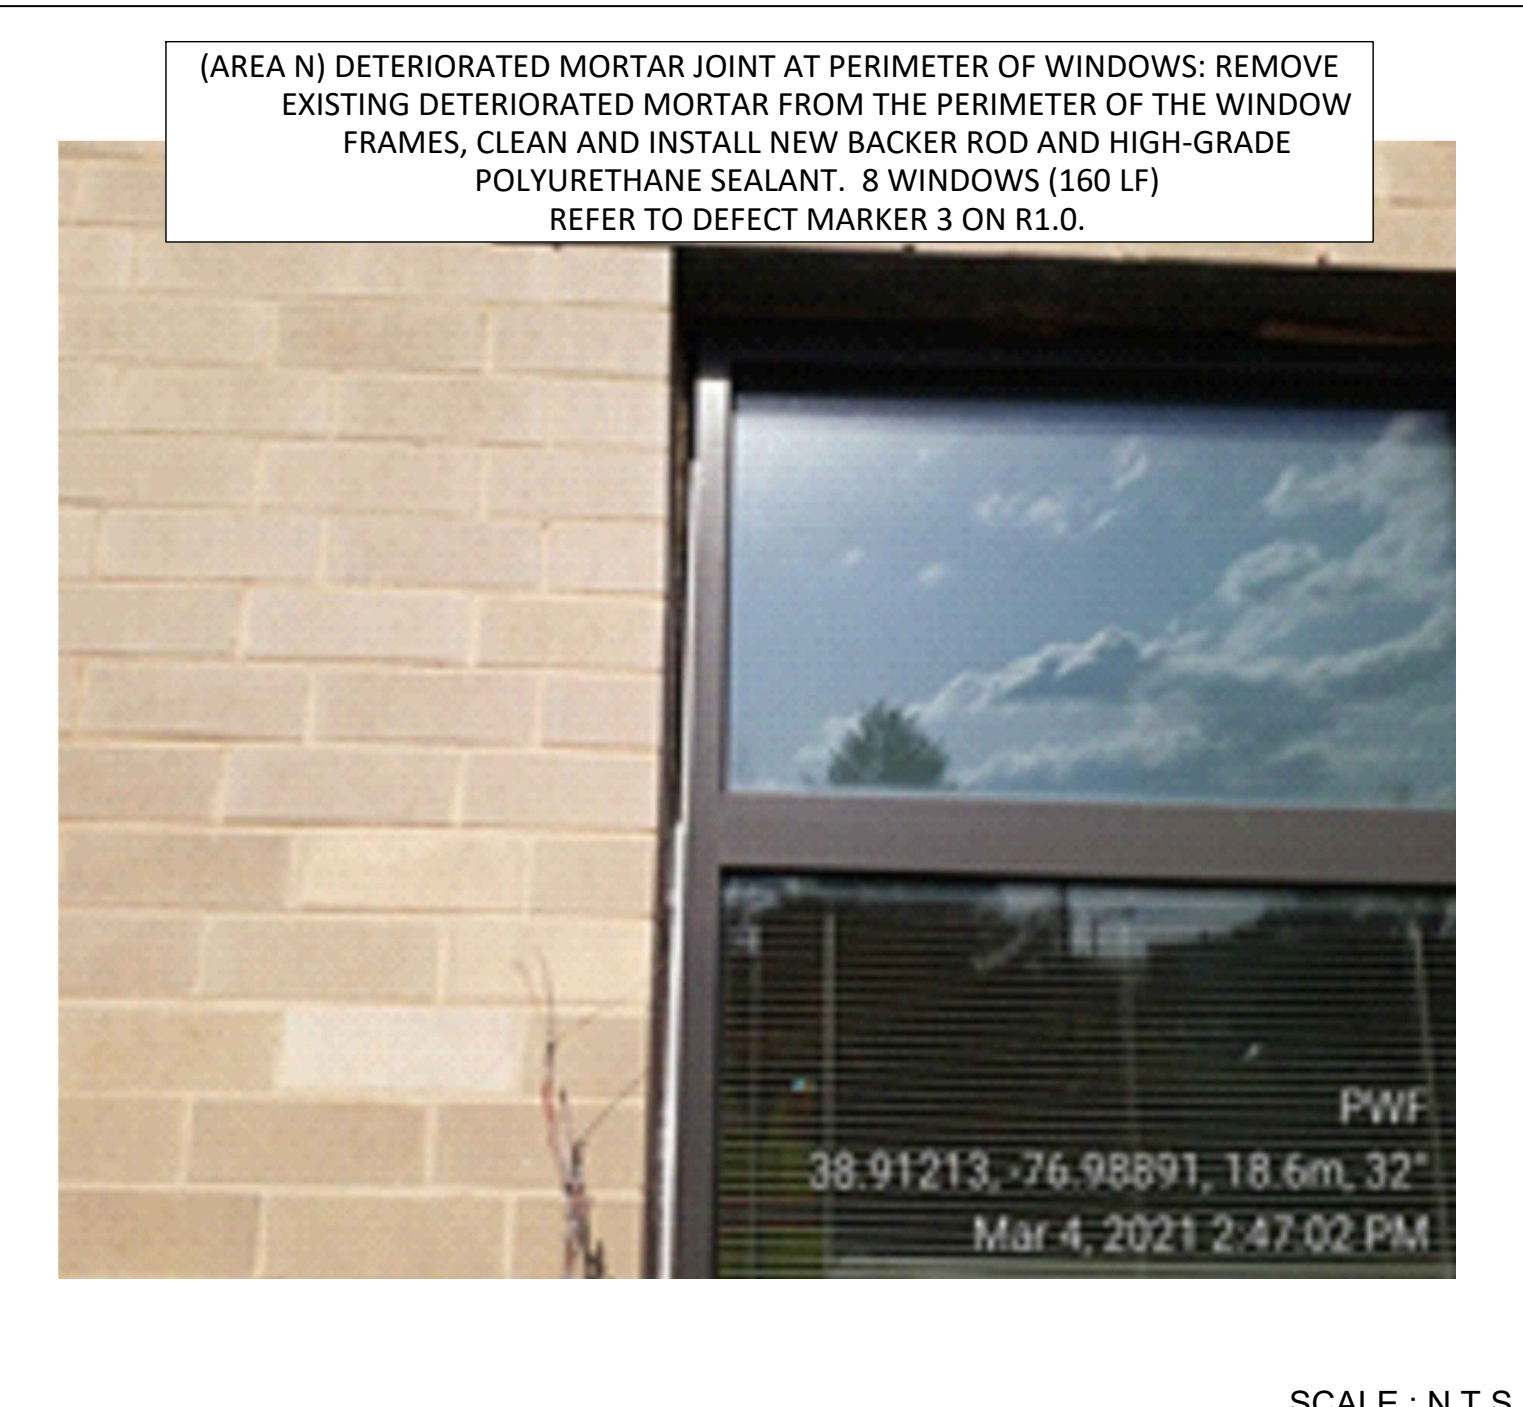 (AREA N) DETERIORATED MORTAR JOINT AT PERIMETER OF WINDOWS: REMOVE
EXISTING DETERIORATED MORTAR FROM THE PERIMETER OF THE WINDOW
FRAMES, CLEAN AND INSTALL NEW BACKER ROD AND HIGH-GRADE
POLYURETHANE SEALANT. 8 WINDOWS (160 LF)
REFER TO DEFECT MARKER 3 ON R1.0.
PWF
38.91213, -76.98891, 18.6m, 32°
Mar 4, 2021 2:47:02 PM
SCALE : N.T.S